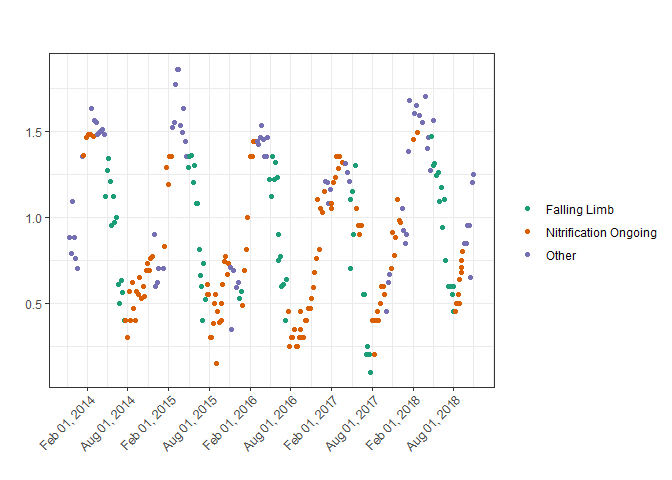 1.5
1.0
0.5
Feb 01, 2014
Aug 01, 2014
Feb 01, 2015
Aug 01, 2015
Feb 01, 2016
Aug 01, 2016
Feb 01, 2017
Aug 01, 2017
Feb 01, 2018
Aug 01, 2018
Falling Limb
Nitrification Ongoing
Other